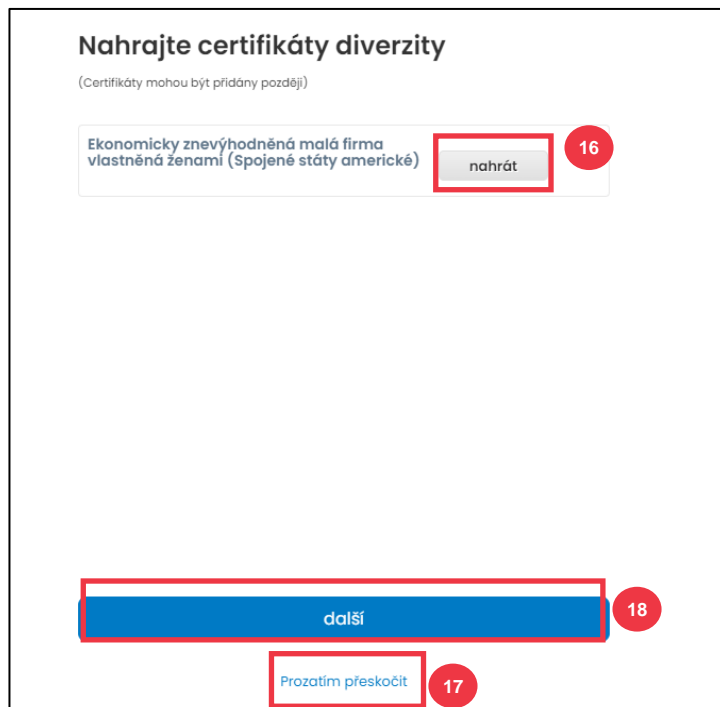 Nahrajte certifikáty diverzity
(Certifikáty mohou být přidány později)
Ekonomicky znevýhodněná malá firma
vlastněná ženami (Spojené státy americké)
nahrát
16
další
18
Prozatím přeskočit
17